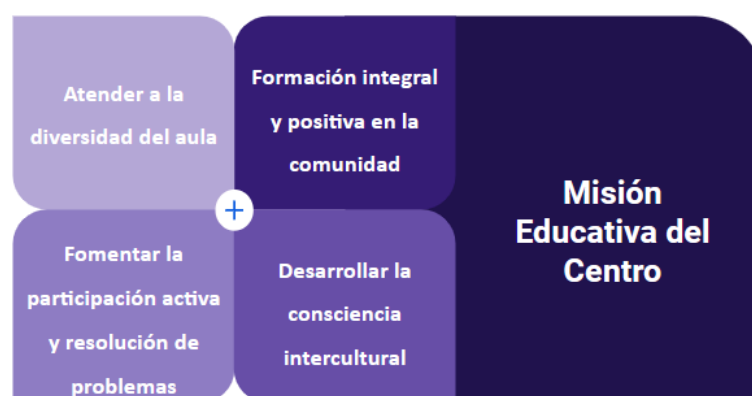 Atender a la
diversidad del aula
Formación integral
y positiva en la
comunidad
Fomentar la
participación activa
y resolución de
problemas
Desarrollar la
consciencia
intercultural
Misión
Educativa del
Centro